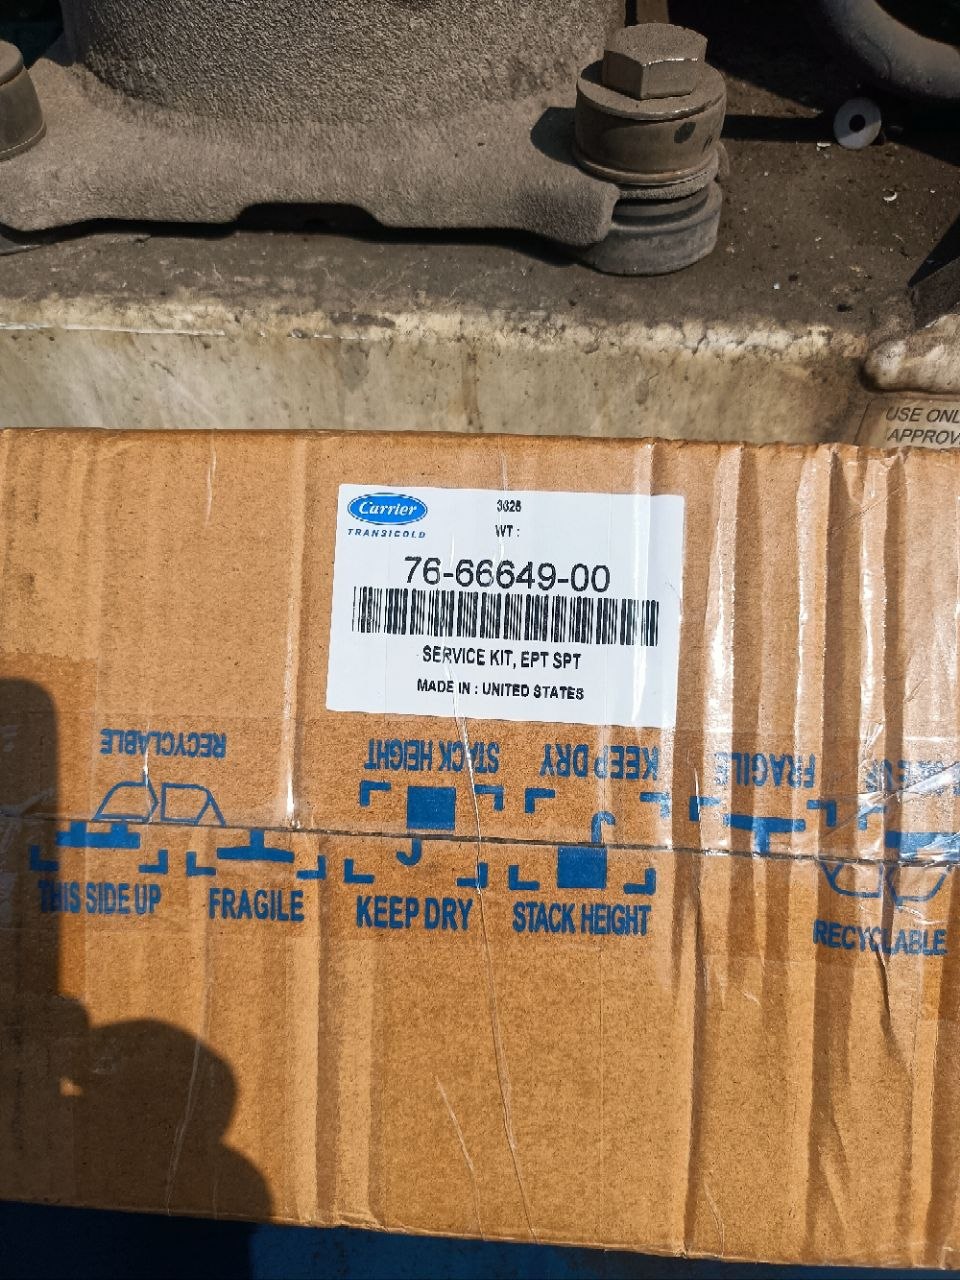 USE ONL
APPROV
Carrier
TRANSICOLD
3628
WT :
76-66649-00
SERVICE KIT, EPT SPT
MADE IN : UNITED STATES
RECYCLABLE
STACK HEIGHT
KEEP DRY
FRAGILE
THIS SIDE UP
FRAGILE
KEEP DRY
STACK HEIGHT
RECYCLABLE